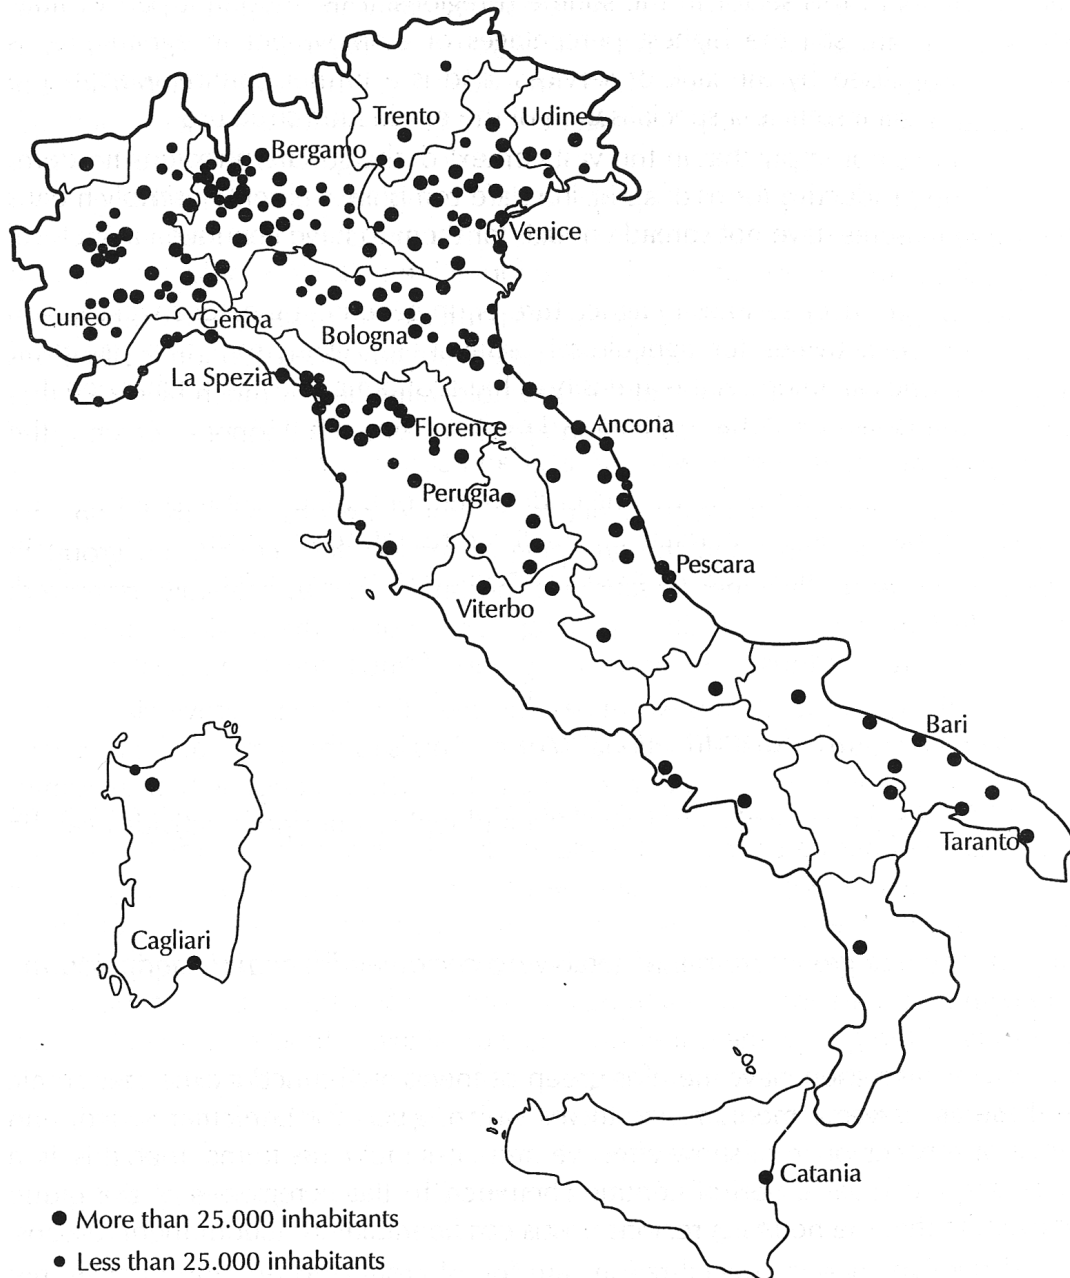 Trento
Udine
Bergamo
Venice
Cuneo
Genoa
Bologna
La Spezia
Florence
Ancona
Perugia
Pescara
Viterbo
Bari
Taranto
Cagliari
Catania
More than 25.000 inhabitants
Less than 25.000 inhabitants